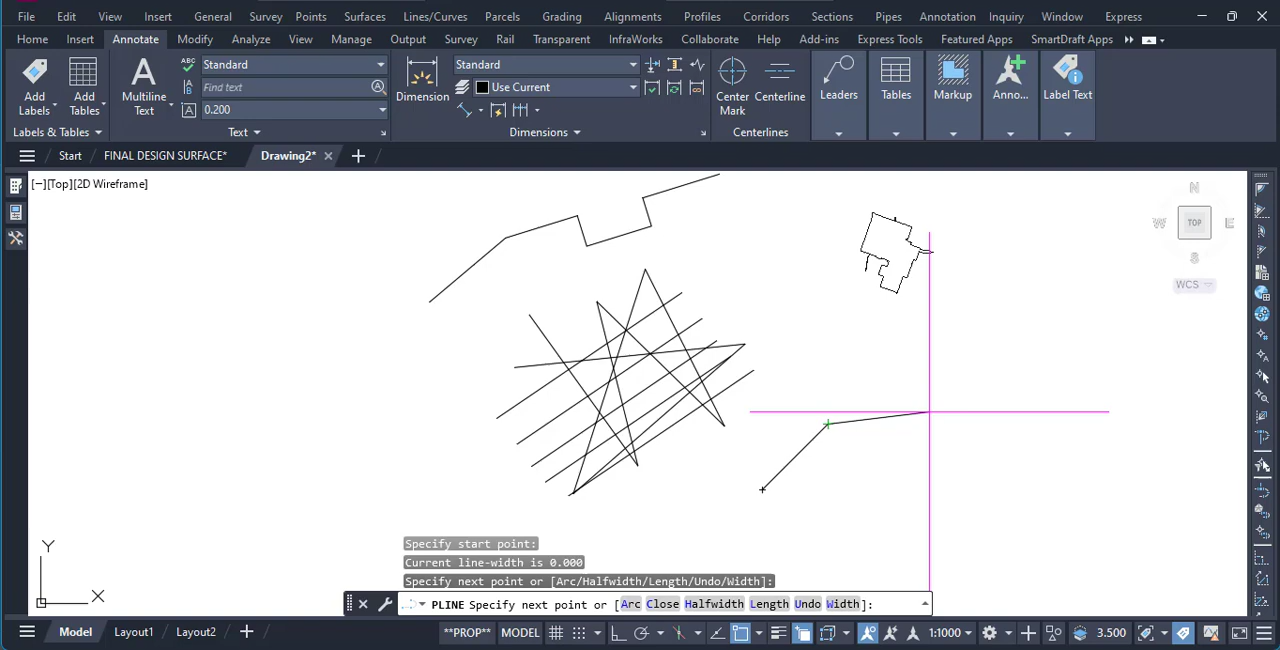 File Edit View Insert General Survey Points Surfaces Lines/Curves Parcels Grading Alignments Profiles Corridors Sections Pipes Annotation Inquiry Window Express
Home Insert Annotate Modify Analyze View Manage Output Survey Rail Transparent InfraWorks Collaborate Help Add-ins Express Tools Featured Apps SmartDraft Apps
Add Labels
Add Tables
Labels & Tables
Multiline Text
ABC
Standard
Find text
0.200
Text
Dimension
Standard
Use Current
Dimensions
Center Mark
Centerline
Centerlines
Leaders
Tables
Markup
Anno...
Label Text
Start FINAL DESIGN SURFACE* Drawing2*
[−][Top][2D Wireframe]
N
W TOP E
S
WCS
Y
X
Specify start point:
Current line-width is 0.000
Specify next point or [Arc/Halfwidth/Length/Undo/Width]:
PLINE Specify next point or [Arc Close Halfwidth Length Undo Width]:
Model Layout1 Layout2 **PROP** MODEL 1:1000 3.500